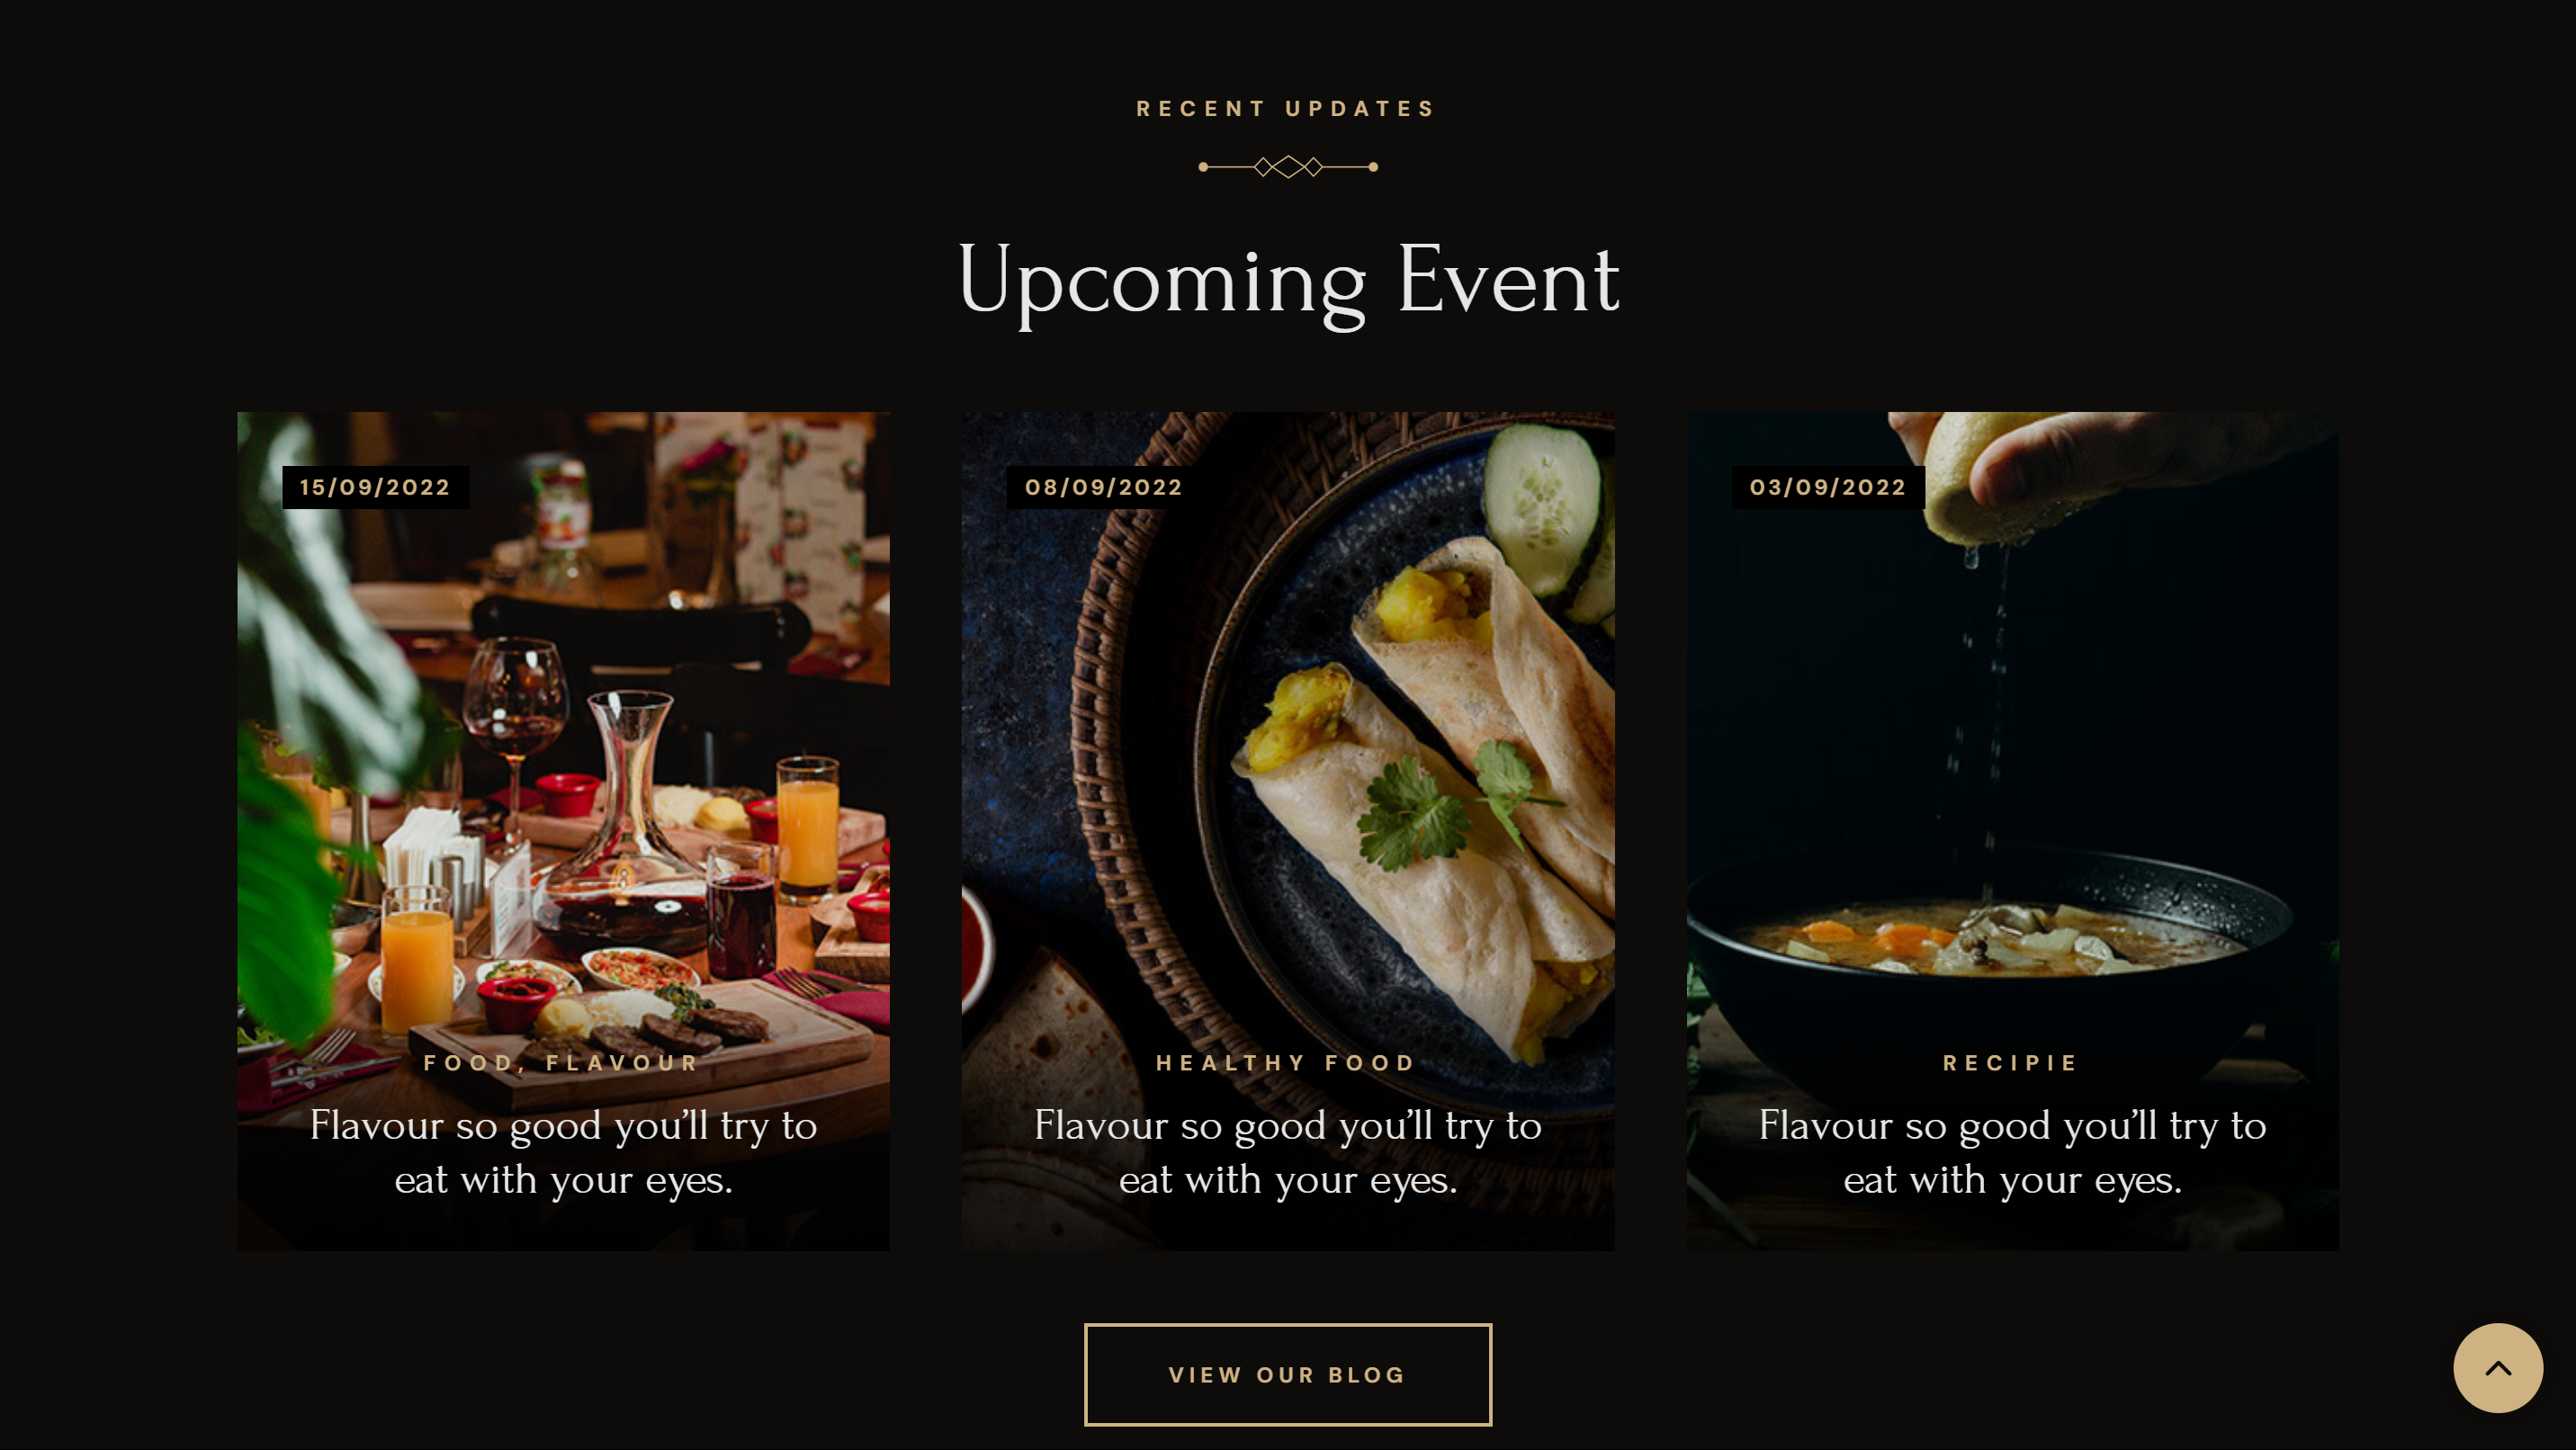 RECENT UPDATES
Upcoming Event
15/09/2022
FOOD, FLAVOUR
Flavour so good you’ll try to
eat with your eyes.
08/09/2022
HEALTHY FOOD
Flavour so good you’ll try to
eat with your eyes.
03/09/2022
RECIPIE
Flavour so good you’ll try to
eat with your eyes.
VIEW OUR BLOG